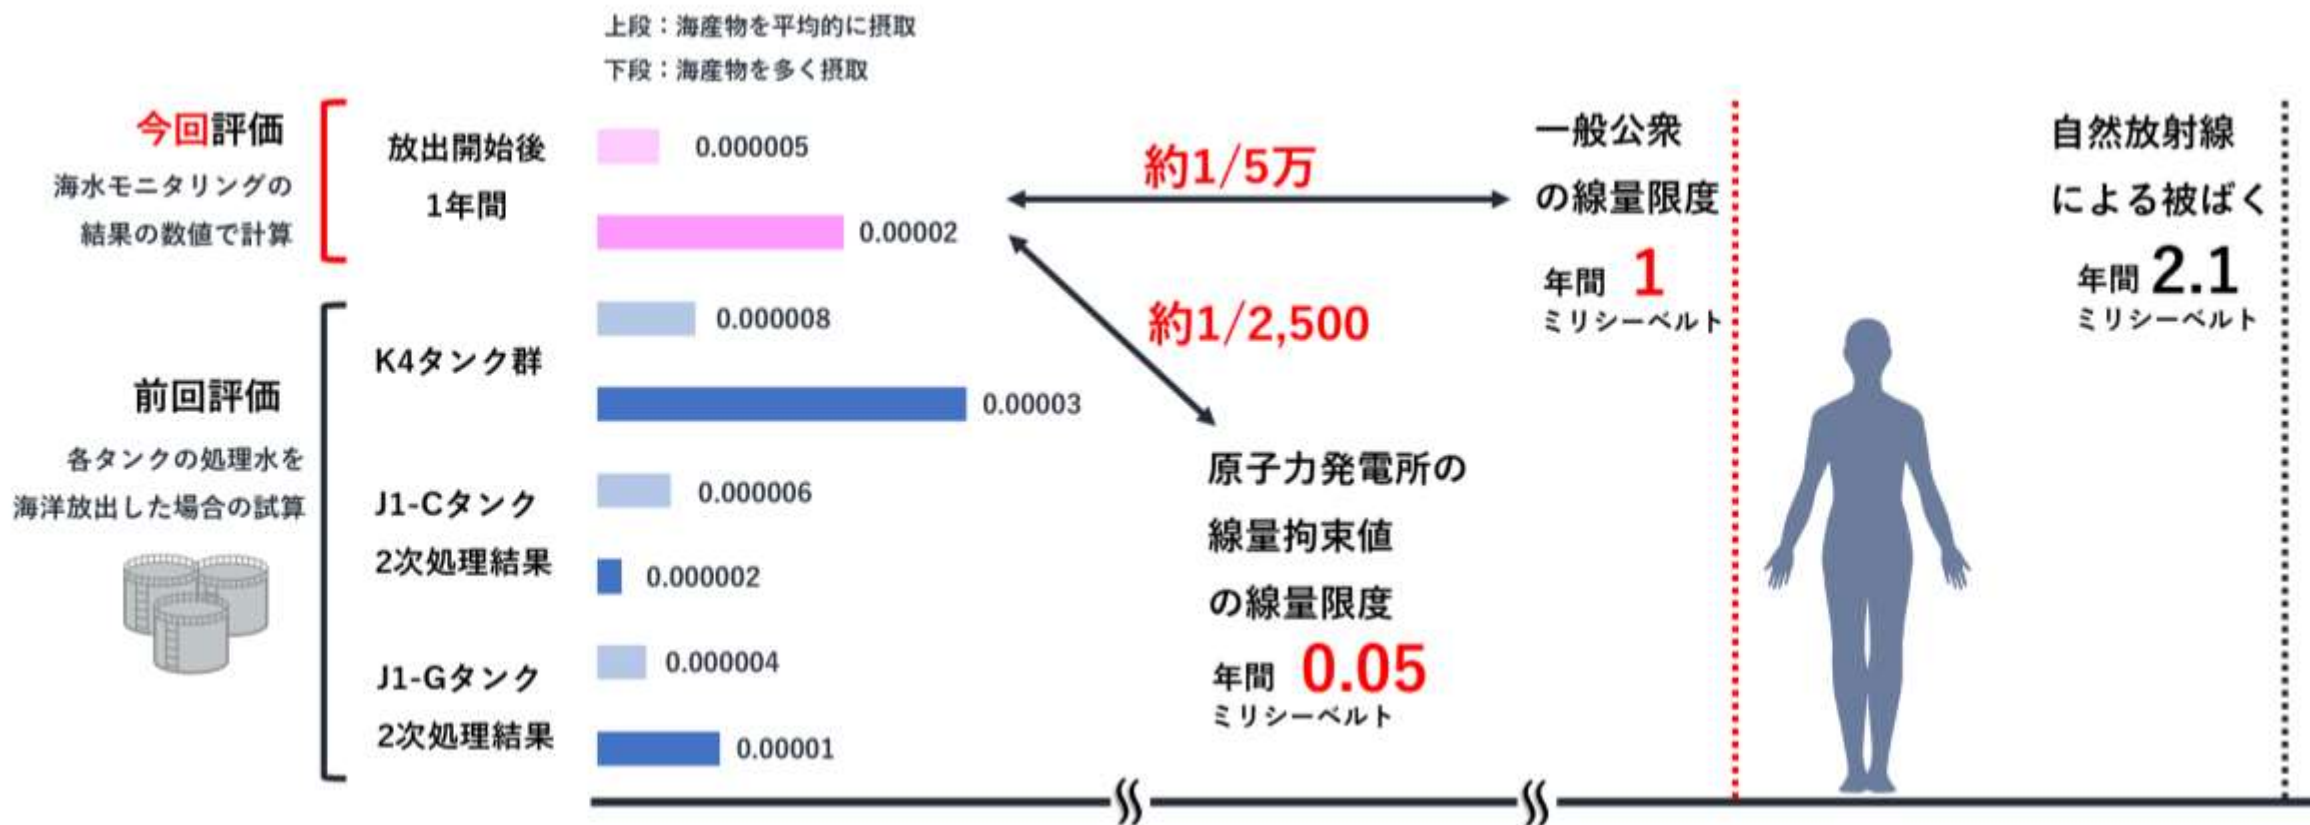 上段：海産物を平均的に摂取
下段：海産物を多く摂取
今回評価
海水モニタリングの
結果の数値で計算
放出開始後
1年間
0.000005
0.00002
前回評価
各タンクの処理水を
海洋放出した場合の試算
K4タンク群
0.000008
0.00003
J1-Cタンク
2次処理結果
0.000006
0.000002
J1-Gタンク
2次処理結果
0.000004
0.00001
約1/5万
約1/2,500
原子力発電所の
線量拘束値
の線量限度
年間 0.05
ミリシーベルト
一般公衆
の線量限度
年間 1
ミリシーベルト
自然放射線
による被ばく
年間 2.1
ミリシーベルト